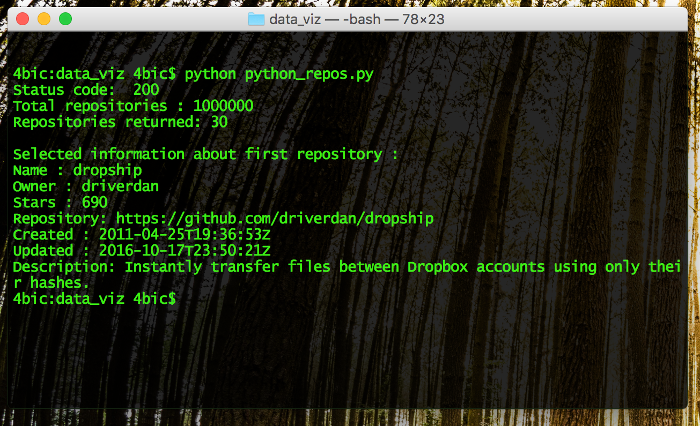 data_viz — -bash — 78×23
4bic:data_viz 4bic$ python python_repos.py
Status code:  200
Total repositories : 1000000
Repositories returned: 30
Selected information about first repository :
Name : dropship
Owner : driverdan
Stars : 690
Repository: https://github.com/driverdan/dropship
Created : 2011-04-25T19:36:53Z
Updated : 2016-10-17T23:50:21Z
Description: Instantly transfer files between Dropbox accounts using only thei
r hashes.
4bic:data_viz 4bic$